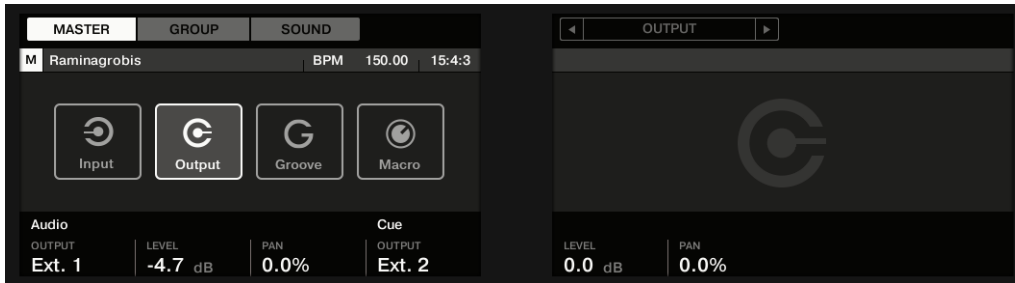 MASTER GROUP SOUND
M Raminagrobis BPM 150.00 15:4:3
Input Output Groove Macro
Audio Cue
OUTPUT LEVEL PAN OUTPUT
Ext. 1 -4.7 dB 0.0% Ext. 2
OUTPUT
LEVEL PAN
0.0 dB 0.0%